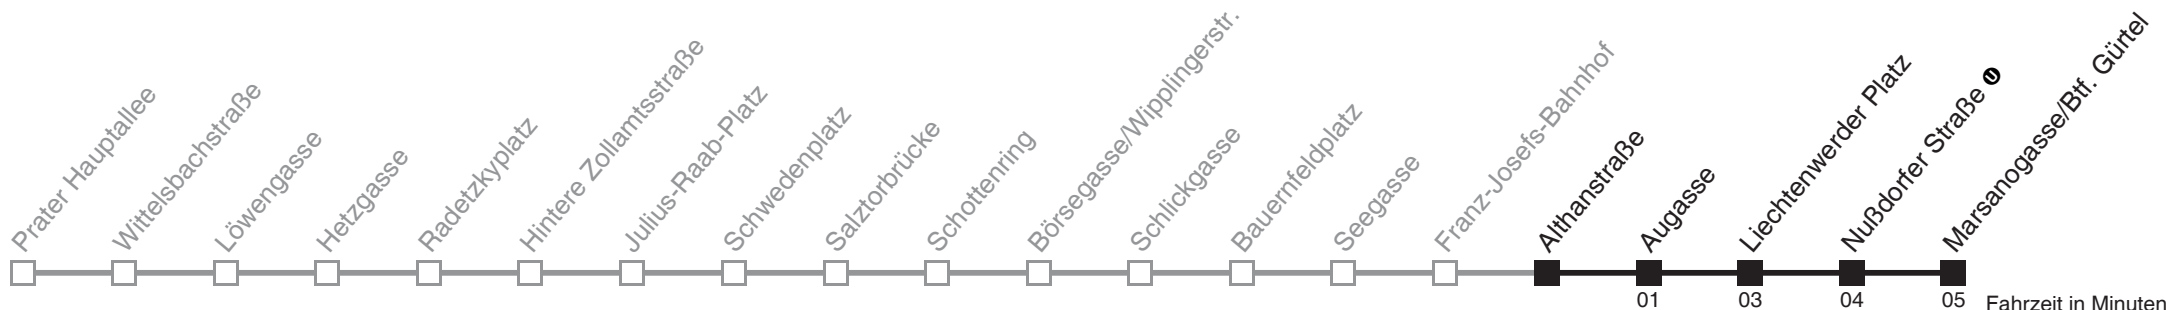 Prater Hauptallee
Wittelsbachstraße
Löwengasse
Hetzgasse
Radetzkyplatz
Hintere Zollamtsstraße
Julius-Raab-Platz
Schwedenplatz
Salztorbrücke
Schottenring
Börsegasse/Wipplingerstr.
Schlickgasse
Bauernfeldplatz
Seegasse
Franz-Josefs-Bahnhof
Althanstraße
Augasse
Liechtenwerder Platz
Nußdorfer Straße U
Marsanogasse/Btf. Gürtel
01
03
04
05
Fahrzeit in Minuten